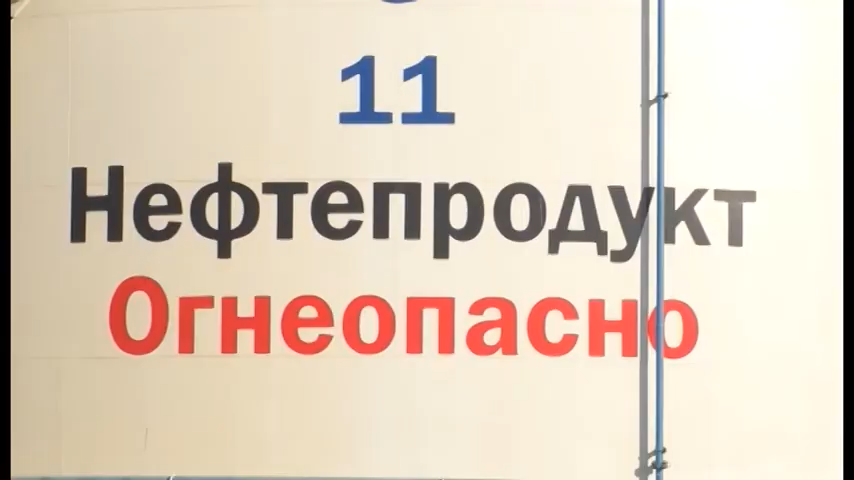 11
Нефтепродукт
Огнеопасно